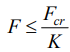 F ≤ F_cr / K